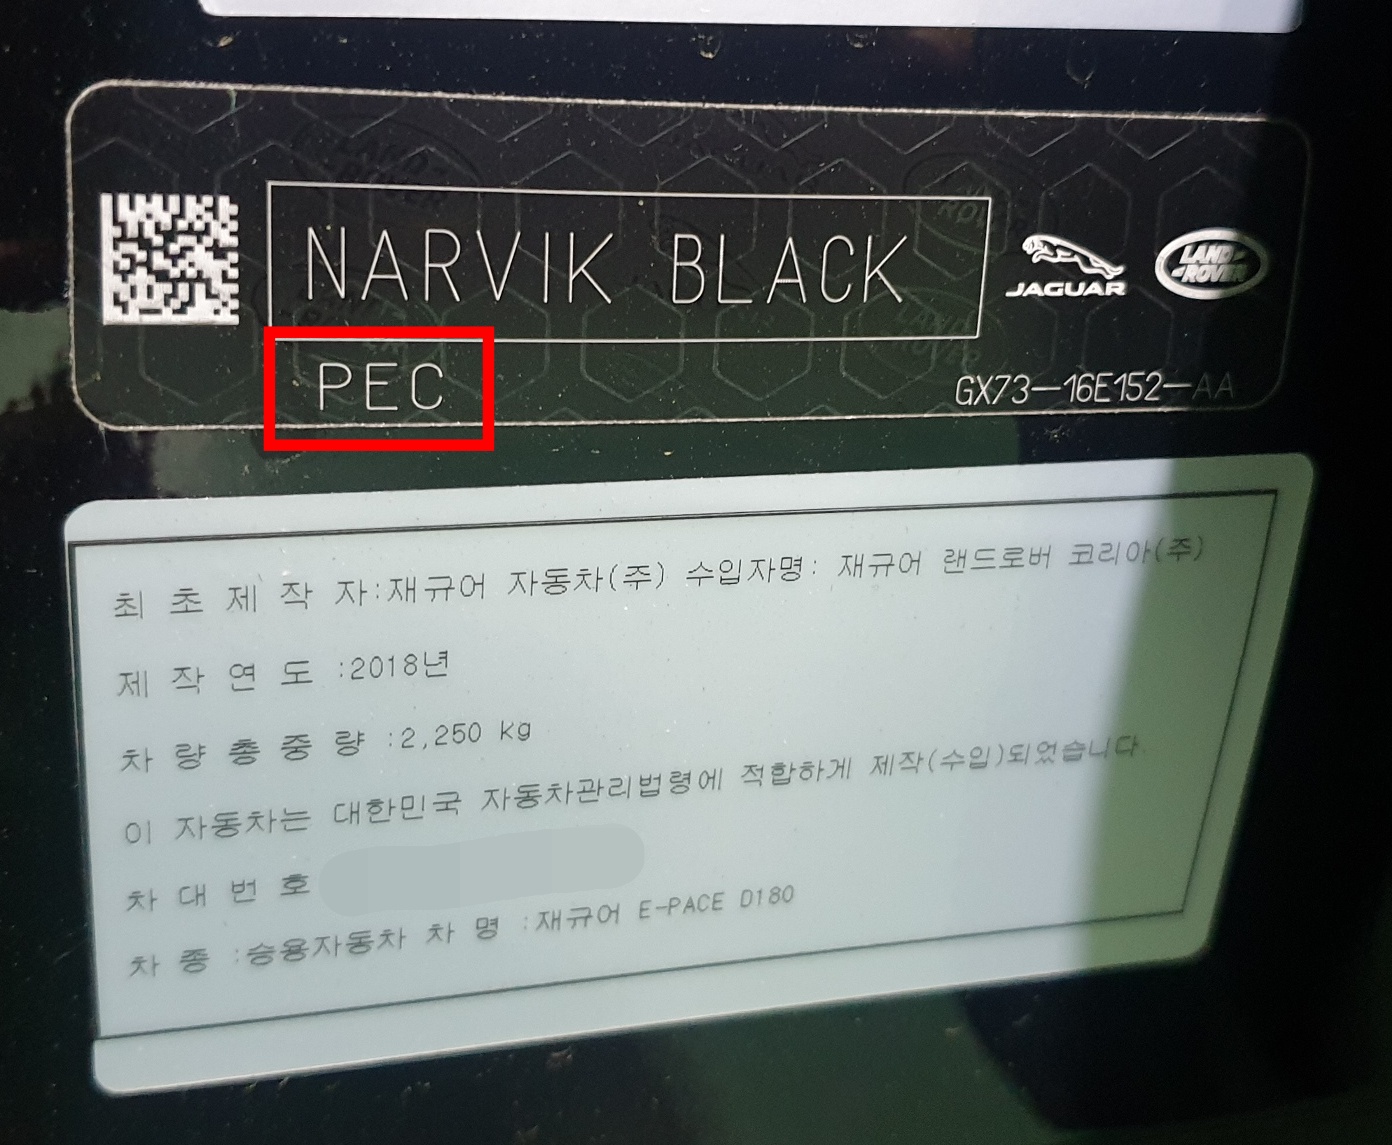 NARVIK BLACK
JAGUAR
LAND
ROVER
PEC
GX73-16E152-AA
최 초 제 작 자:재규어 자동차(주) 수입자명: 재규어 랜드로버 코리아(주)
제 작 연 도 :2018년
차 량 총 중 량 :2,250 kg
이 자동차는 대한민국 자동차관리법령에 적합하게 제작(수입)되었습니다
차 대 번 호
차 종 :승용자동차 차 명 :재규어 E-PACE D180